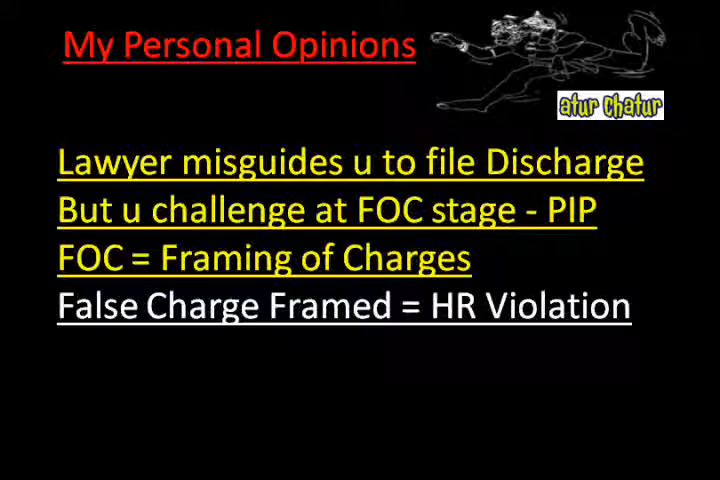 My Personal Opinions
atur chatur
Lawyer misguides u to file Discharge
But u challenge at FOC stage - PIP
FOC = Framing of Charges
False Charge Framed = HR Violation